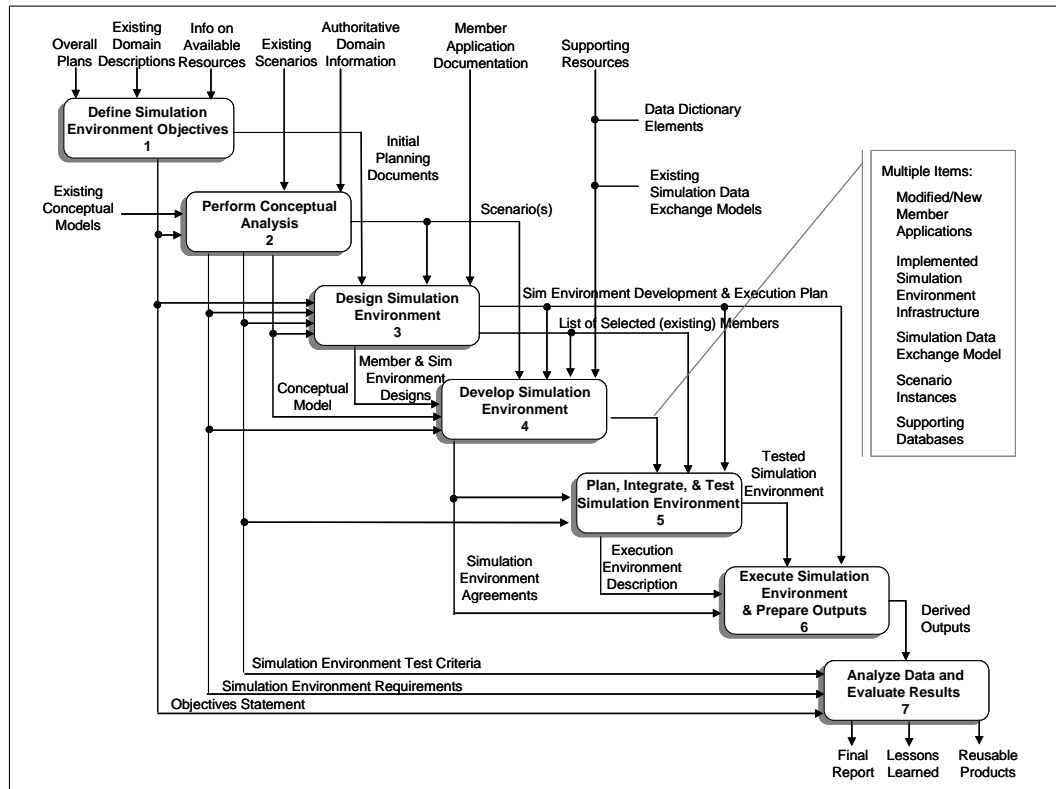 Overall
Plans
Existing
Domain
Descriptions
Info on
Available
Resources
Existing
Scenarios
Authoritative
Domain
Information
Member
Application
Documentation
Supporting
Resources
Define Simulation
Environment Objectives
1
Data Dictionary
Elements
Initial
Planning
Documents
Existing
Simulation Data
Exchange Models
Existing
Conceptual
Models
Perform Conceptual
Analysis
2
Scenario(s)
Multiple Items:
Modified/New
Member
Applications
Implemented
Simulation
Environment
Infrastructure
Simulation Data
Exchange Model
Scenario
Instances
Supporting
Databases
Design Simulation
Environment
3
Sim Environment Development & Execution Plan
List of Selected (existing) Members
Member & Sim
Environment
Designs
Conceptual
Model
Develop Simulation
Environment
4
Tested
Simulation
Environment
Plan, Integrate, & Test
Simulation Environment
5
Simulation
Environment
Agreements
Execution
Environment
Description
Execute Simulation
Environment
& Prepare Outputs
6
Derived
Outputs
Simulation Environment Test Criteria
Simulation Environment Requirements
Objectives Statement
Analyze Data and
Evaluate Results
7
Final
Report
Lessons
Learned
Reusable
Products